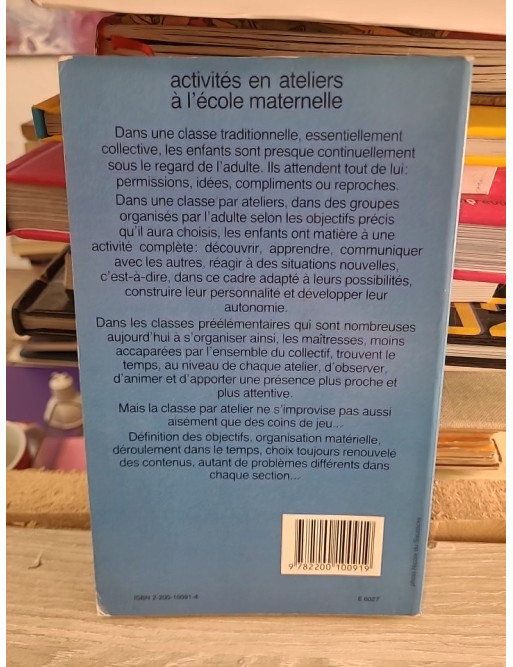 activités en ateliers
à l'école maternelle
Dans une classe traditionnelle, essentiellement
collective, les enfants sont presque continuellement
sous le regard de l'adulte. Ils attendent tout de lui:
permissions, idées, compliments ou reproches.
Dans une classe par ateliers, dans des groupes
organisés par l'adulte selon les objectifs précis
qu'il aura choisis, les enfants ont matière à une
activité complète: découvrir, apprendre, communiquer
avec les autres, réagir à des situations nouvelles,
c'est-à-dire, dans ce cadre adapté à leurs possibilités,
construire leur personnalité et développer leur
autonomie.
Dans les classes préélémentaires qui sont nombreuses
aujourd'hui à s'organiser ainsi, les maîtresses, moins
accaparées par l'ensemble du collectif, trouvent le
temps, au niveau de chaque atelier, d'observer,
d'animer et d'apporter une présence plus proche et
plus attentive.
Mais la classe par atelier ne s'improvise pas aussi
aisement que des coins de jeu...
Définition des objectifs, organisation matérielle,
déroulement dans le temps, choix toujours renouvelé
des contenus, autant de problèmes différents dans
chaque section...
9 782200 100919
ISBN 2-200-10091-4